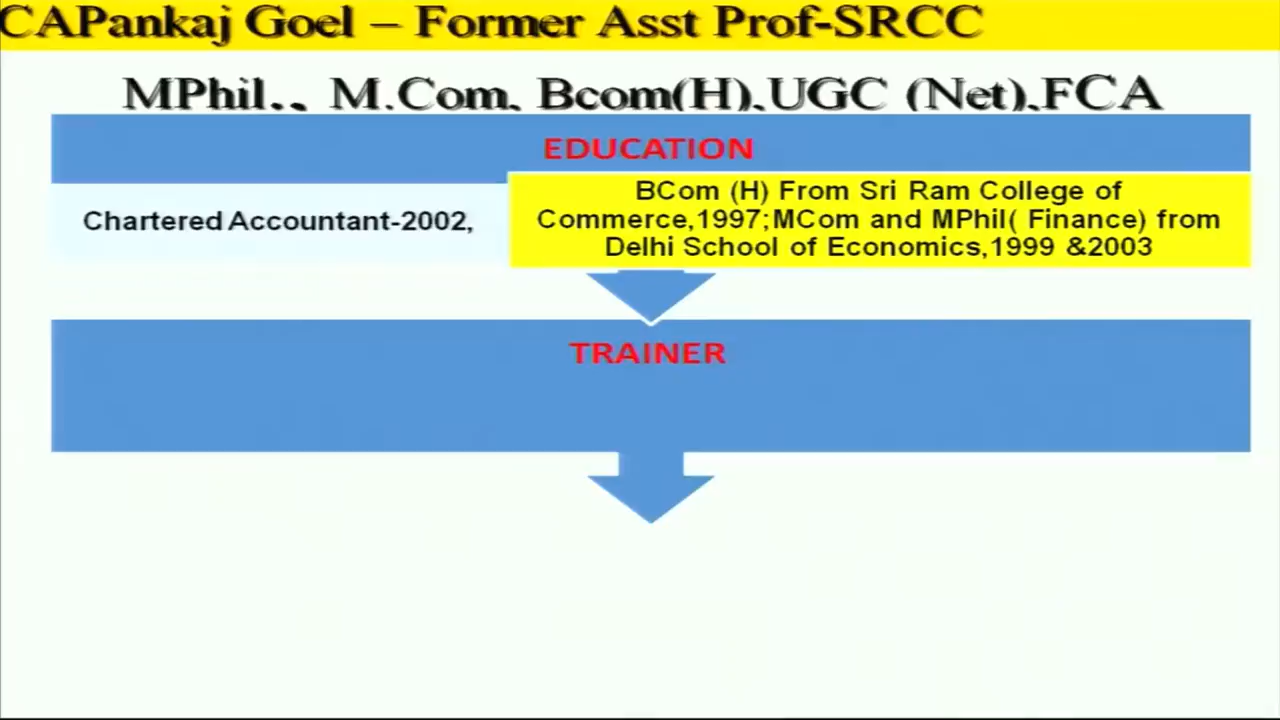 CAPankaj Goel – Former Asst Prof-SRCC
MPhil,, M.Com, Bcom(H),UGC (Net),FCA
EDUCATION
Chartered Accountant-2002,
BCom (H) From Sri Ram College of
Commerce,1997;MCom and MPhil( Finance) from
Delhi School of Economics,1999 &2003
TRAINER